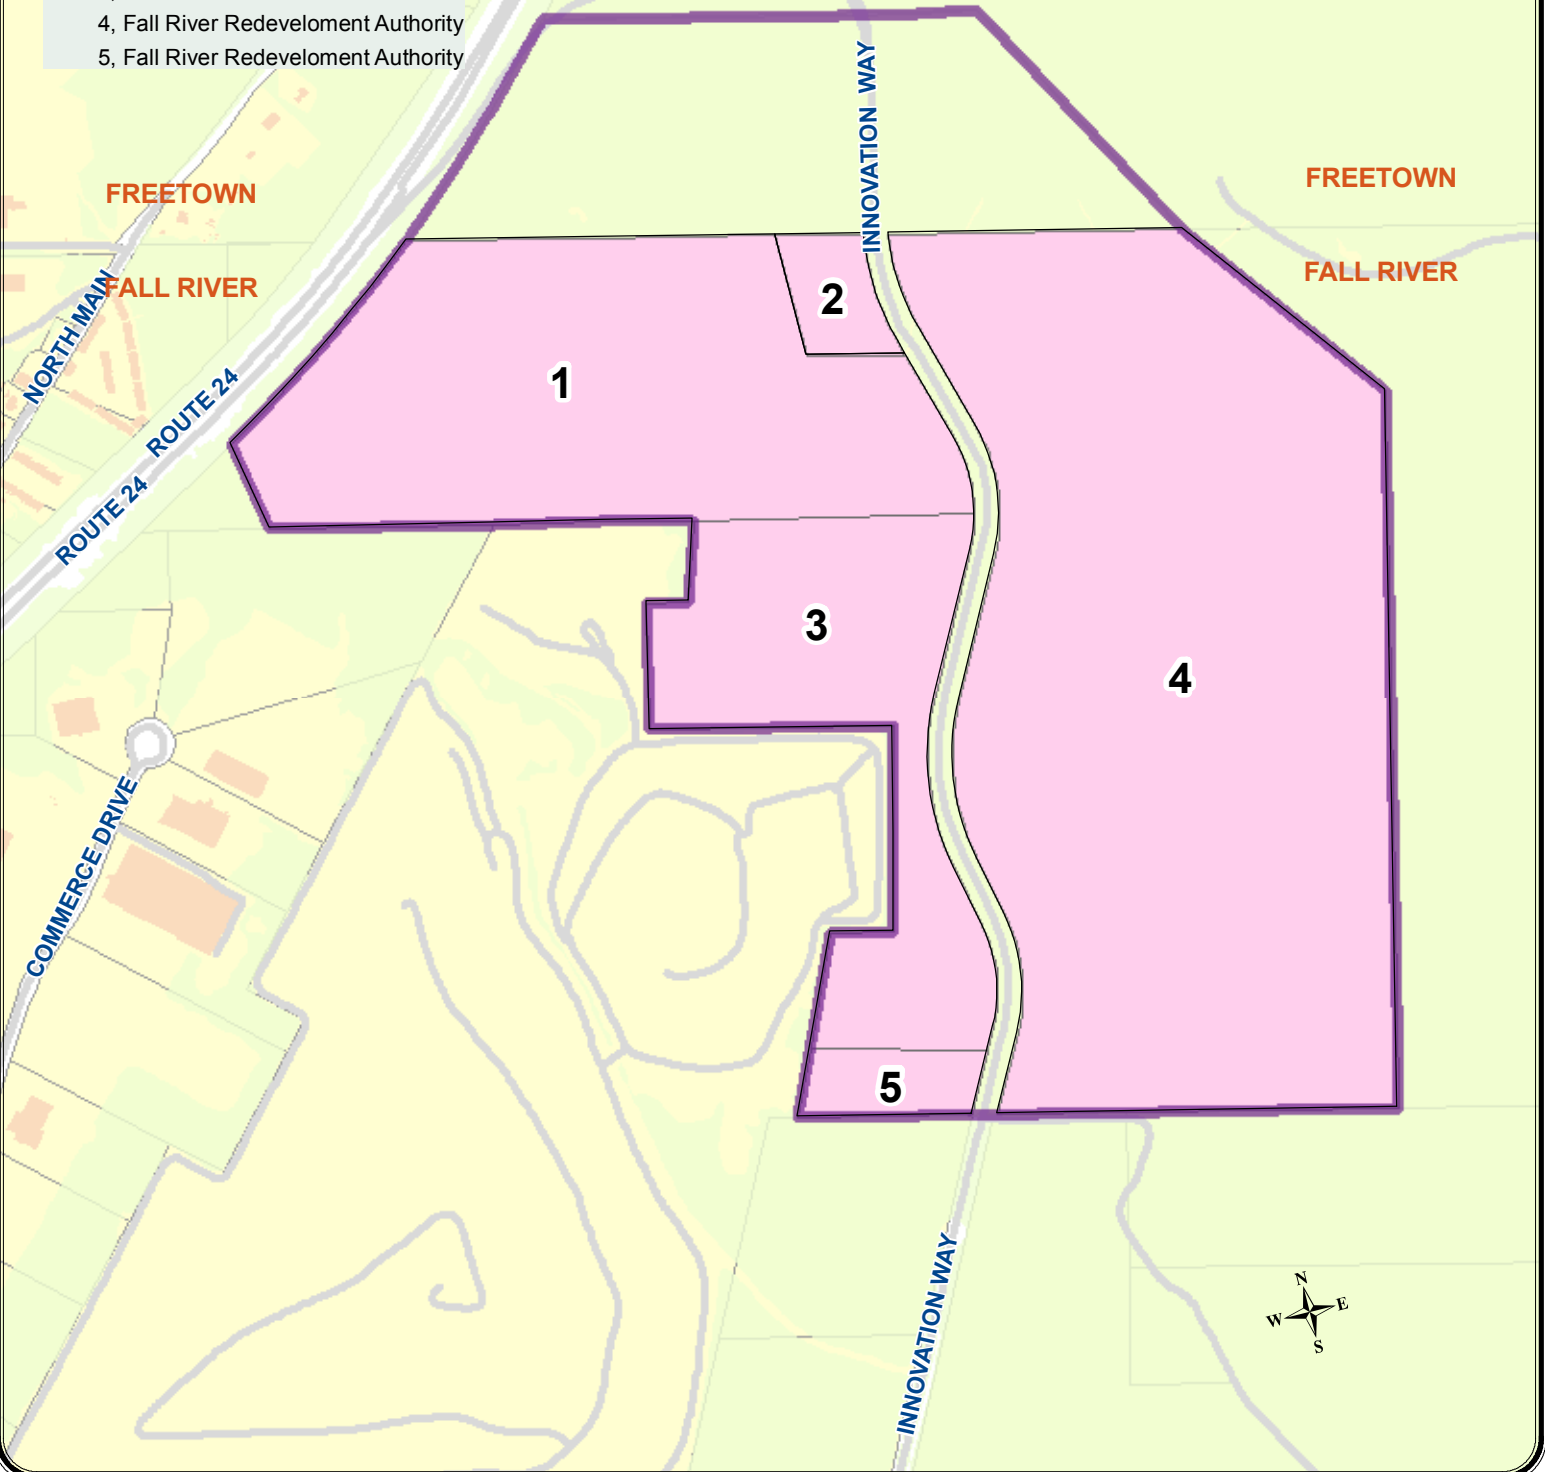 4, Fall River Redeveloment Authority
5, Fall River Redeveloment Authority
INNOVATION WAY
FREETOWN
FREETOWN
FALL RIVER
FALL RIVER
NORTH MAIN
ROUTE 24
ROUTE 24
2
1
3
4
COMMERCE DRIVE
5
INNOVATION WAY
N
W
E
S